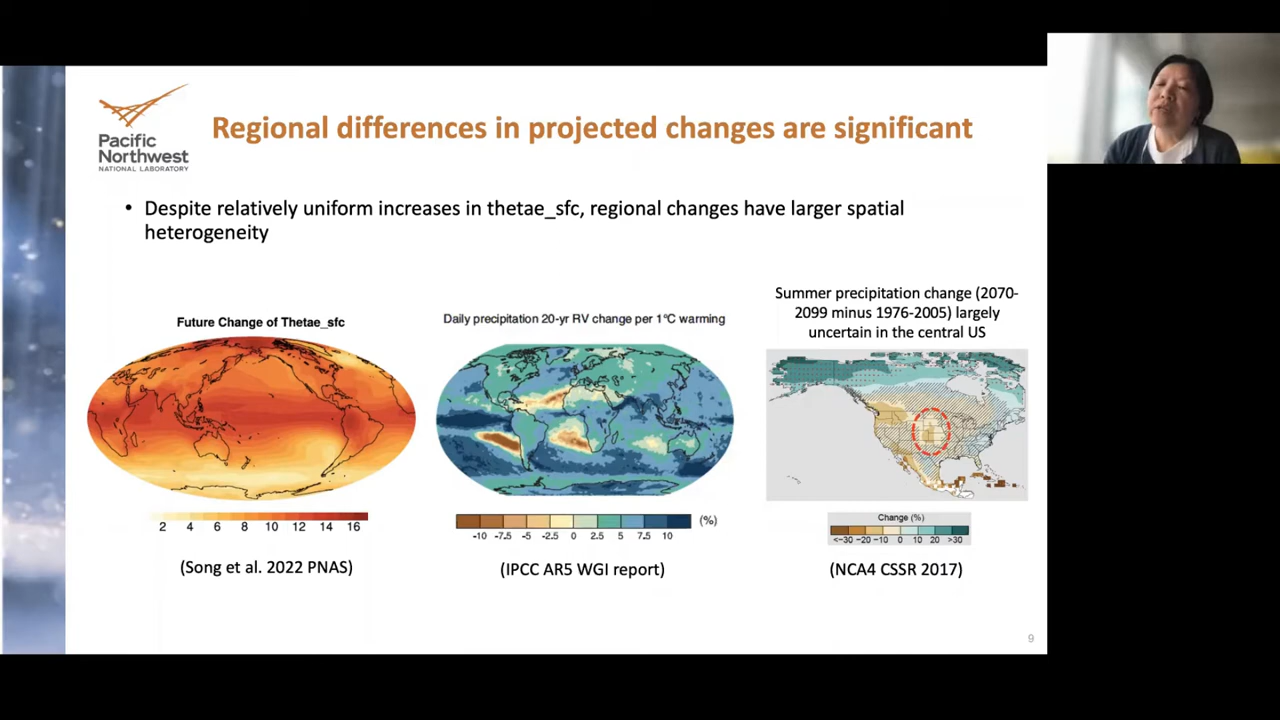 Pacific
Northwest
NATIONAL LABORATORY
Regional differences in projected changes are significant
• Despite relatively uniform increases in thetae_sfc, regional changes have larger spatial
heterogeneity
Future Change of Thetae_sfc
2 4 6 8 10 12 14 16
(Song et al. 2022 PNAS)
Daily precipitation 20-yr RV change per 1°C warming
(%)
-10 -7.5 -5 -2.5 0 2.5 5 7.5 10
(IPCC AR5 WGI report)
Summer precipitation change (2070-
2099 minus 1976-2005) largely
uncertain in the central US
Change (%)
<-30 -20 -10 0 10 20 >30
(NCA4 CSSR 2017)
9